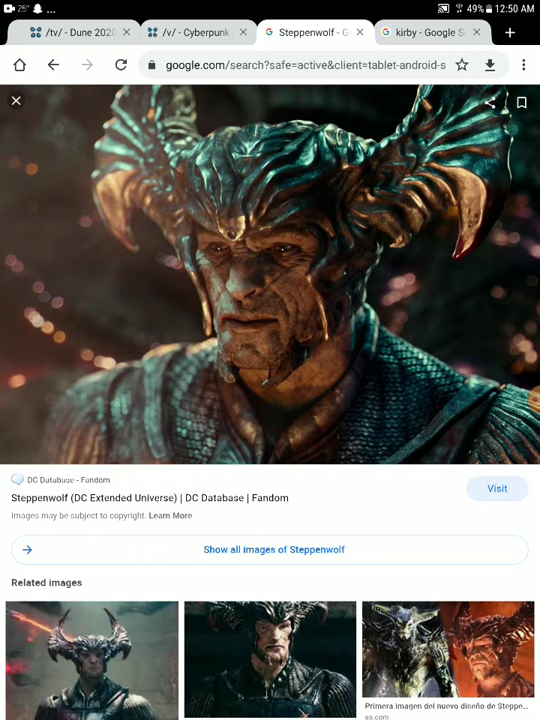 25° ... 49% 12:50 AM
/tv/ - Dune 2020 /v/ - Cyberpunk Steppenwolf - G kirby - Google S
google.com/search?safe=active&client=tablet-android-s
DC Database - Fandom
Steppenwolf (DC Extended Universe) | DC Database | Fandom
Visit
Images may be subject to copyright. Learn More
Show all images of Steppenwolf
Related images
Primera imagen del nuevo diseño de Steppe...
as.com